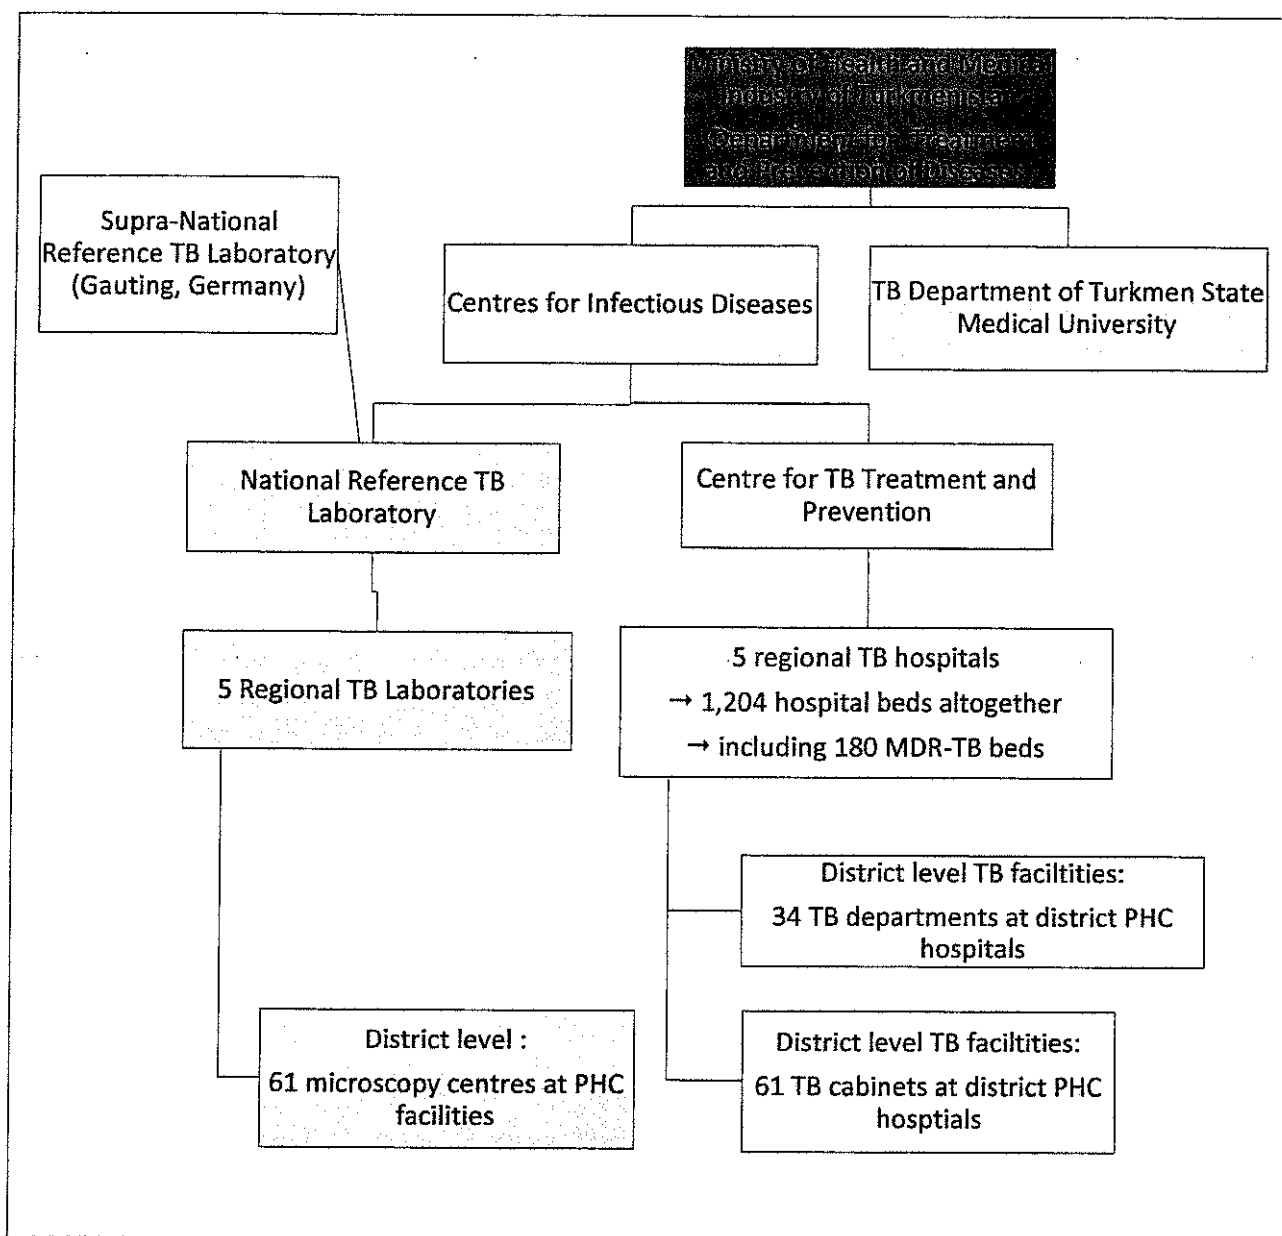 Ministry of Health and Medical
Industry of Turkmenistan
Department for Treatment
and Prevention of Diseases
Supra-National
Reference TB Laboratory
(Gauting, Germany)
Centres for Infectious Diseases
TB Department of Turkmen State
Medical University
National Reference TB
Laboratory
Centre for TB Treatment and
Prevention
5 Regional TB Laboratories
5 regional TB hospitals
→ 1,204 hospital beds altogether
→ including 180 MDR-TB beds
District level TB faciltities:
34 TB departments at district PHC
hospitals
District level :
61 microscopy centres at PHC
facilities
District level TB faciltities:
61 TB cabinets at district PHC
hosptials